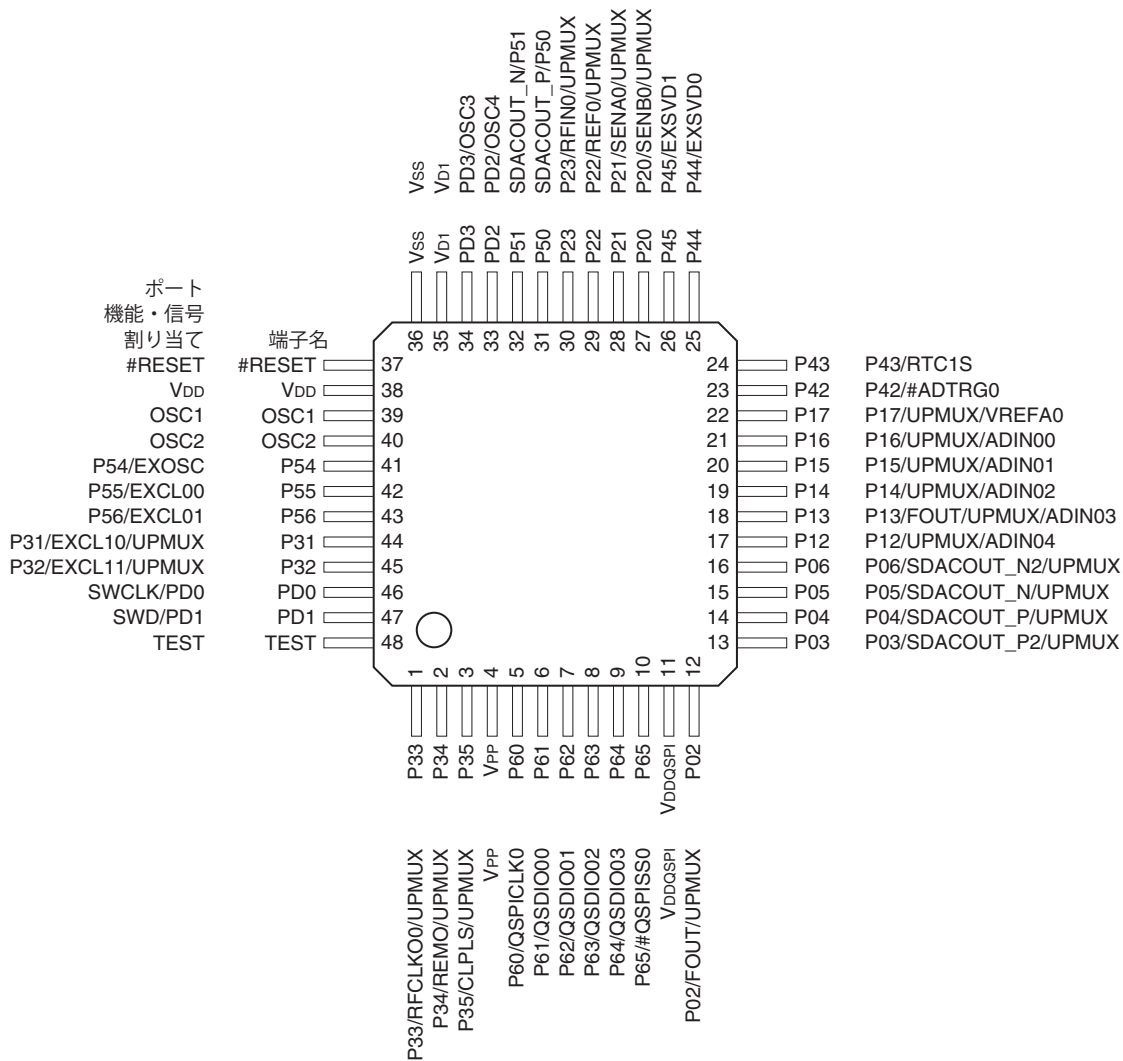 VSS
VD1
PD3/OSC3
PD2/OSC4
SDACOUT_N/P51
SDACOUT_P/P50
P23/RFIN0/UPMUX
P22/REF0/UPMUX
P21/SENA0/UPMUX
P20/SENB0/UPMUX
P45/EXSVD1
P44/EXSVD0
VSS
VD1
PD3
PD2
P51
P50
P23
P22
P21
P20
P45
P44
36
35
34
33
32
31
30
29
28
27
26
25
ポート
機能・信号
割り当て 端子名
#RESET #RESET 37
VDD VDD 38
OSC1 OSC1 39
OSC2 OSC2 40
P54/EXOSC P54 41
P55/EXCL00 P55 42
P56/EXCL01 P56 43
P31/EXCL10/UPMUX P31 44
P32/EXCL11/UPMUX P32 45
SWCLK/PD0 PD0 46
SWD/PD1 PD1 47
TEST TEST 48
24 P43 P43/RTC1S
23 P42 P42/#ADTRG0
22 P17 P17/UPMUX/VREFA0
21 P16 P16/UPMUX/ADIN00
20 P15 P15/UPMUX/ADIN01
19 P14 P14/UPMUX/ADIN02
18 P13 P13/FOUT/UPMUX/ADIN03
17 P12 P12/UPMUX/ADIN04
16 P06 P06/SDACOUT_N2/UPMUX
15 P05 P05/SDACOUT_N/UPMUX
14 P04 P04/SDACOUT_P/UPMUX
13 P03 P03/SDACOUT_P2/UPMUX
1
2
3
4
5
6
7
8
9
10
11
12
P33
P34
P35
VPP
P60
P61
P62
P63
P64
P65
VDDQSPI
P02
P33/RFCLKO0/UPMUX
P34/REMO/UPMUX
P35/CLPLS/UPMUX
VPP
P60/QSPICLK0
P61/QSDIO00
P62/QSDIO01
P63/QSDIO02
P64/QSDIO03
P65/#QSPISS0
VDDQSPI
P02/FOUT/UPMUX